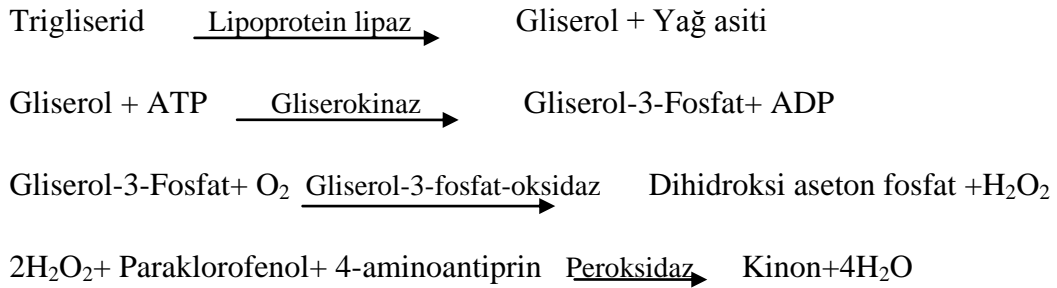 Trigliserid Lipoprotein lipaz Gliserol + Yağ asiti
Gliserol + ATP Gliserokinaz Gliserol-3-Fosfat+ ADP
Gliserol-3-Fosfat+ O₂ Gliserol-3-fosfat-oksidaz Dihidroksi aseton fosfat +H₂O₂
2H₂O₂+ Paraklorofenol+ 4-aminoantiprin Peroksidaz Kinon+4H₂O